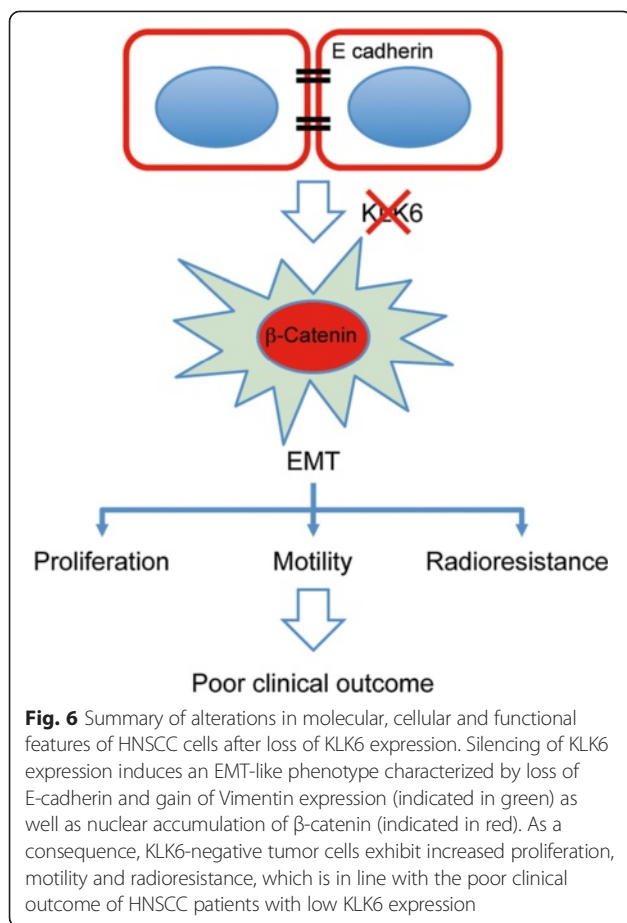 E cadherin
KLK6
β-Catenin
EMT
Proliferation Motility Radioresistance
Poor clinical outcome
Fig. 6 Summary of alterations in molecular, cellular and functional
features of HNSCC cells after loss of KLK6 expression. Silencing of KLK6
expression induces an EMT-like phenotype characterized by loss of
E-cadherin and gain of Vimentin expression (indicated in green) as
well as nuclear accumulation of β-catenin (indicated in red). As a
consequence, KLK6-negative tumor cells exhibit increased proliferation,
motility and radioresistance, which is in line with the poor clinical
outcome of HNSCC patients with low KLK6 expression